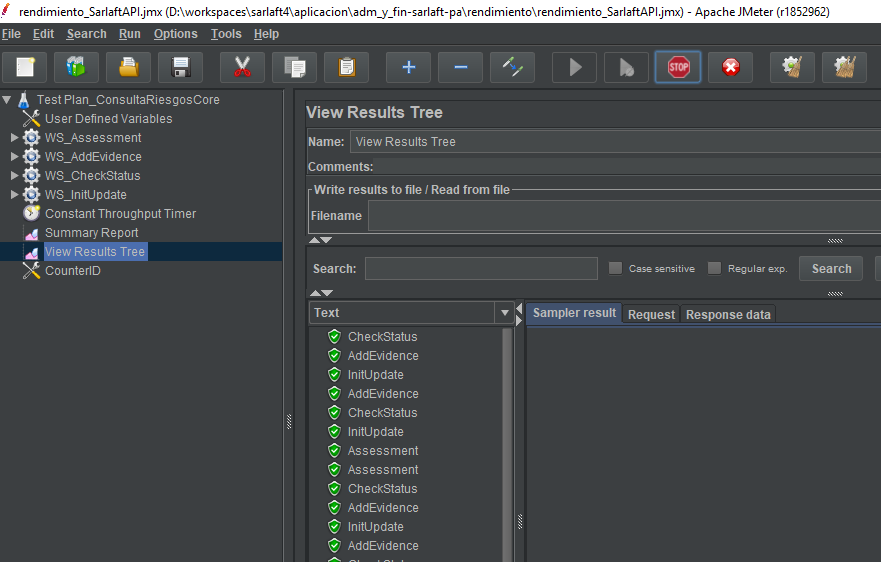 rendimiento_SarlaftAPI.jmx (D:\workspaces\sarlaft4\aplicacion\adm_y_fin-sarlaft-pa\rendimiento\rendimiento_SarlaftAPI.jmx) - Apache JMeter (r1852962)
File Edit Search Run Options Tools Help
STOP
Test Plan_ConsultaRiesgosCore
User Defined Variables
WS_Assessment
WS_AddEvidence
WS_CheckStatus
WS_InitUpdate
Constant Throughput Timer
Summary Report
View Results Tree
CounterID
View Results Tree
Name: View Results Tree
Comments:
Write results to file / Read from file
Filename
Search: Case sensitive Regular exp. Search
Text
Sampler result Request Response data
CheckStatus
AddEvidence
InitUpdate
AddEvidence
CheckStatus
InitUpdate
Assessment
Assessment
CheckStatus
AddEvidence
InitUpdate
AddEvidence